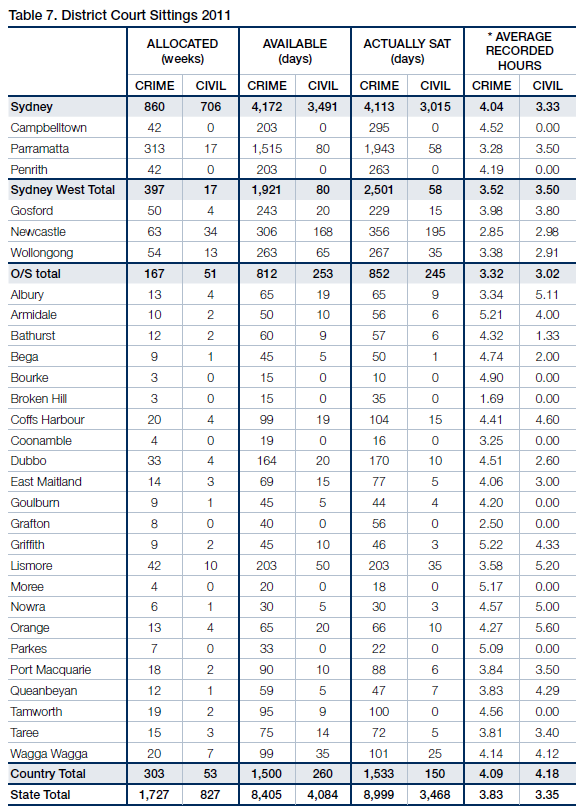 Table 7. District Court Sittings 2011
ALLOCATED (weeks) AVAILABLE (days) ACTUALLY SAT (days) * AVERAGE RECORDED HOURS
CRIME CIVIL CRIME CIVIL CRIME CIVIL CRIME CIVIL
Sydney 860 706 4,172 3,491 4,113 3,015 4.04 3.33
Campbelltown 42 0 203 0 295 0 4.52 0.00
Parramatta 313 17 1,515 80 1,943 58 3.28 3.50
Penrith 42 0 203 0 263 0 4.19 0.00
Sydney West Total 397 17 1,921 80 2,501 58 3.52 3.50
Gosford 50 4 243 20 229 15 3.98 3.80
Newcastle 63 34 306 168 356 195 2.85 2.98
Wollongong 54 13 263 65 267 35 3.38 2.91
O/S total 167 51 812 253 852 245 3.32 3.02
Albury 13 4 65 19 65 9 3.34 5.11
Armidale 10 2 50 10 56 6 5.21 4.00
Bathurst 12 2 60 9 57 6 4.32 1.33
Bega 9 1 45 5 50 1 4.74 2.00
Bourke 3 0 15 0 10 0 4.90 0.00
Broken Hill 3 0 15 0 35 0 1.69 0.00
Coffs Harbour 20 4 99 19 104 15 4.41 4.60
Coonamble 4 0 19 0 16 0 3.25 0.00
Dubbo 33 4 164 20 170 10 4.51 2.60
East Maitland 14 3 69 15 77 5 4.06 3.00
Goulburn 9 1 45 5 44 4 4.20 0.00
Grafton 8 0 40 0 56 0 2.50 0.00
Griffith 9 2 45 10 46 3 5.22 4.33
Lismore 42 10 203 50 203 35 3.58 5.20
Moree 4 0 20 0 18 0 5.17 0.00
Nowra 6 1 30 5 30 3 4.57 5.00
Orange 13 4 65 20 66 10 4.27 5.60
Parkes 7 0 33 0 22 0 5.09 0.00
Port Macquarie 18 2 90 10 88 6 3.84 3.50
Queanbeyan 12 1 59 5 47 7 3.83 4.29
Tamworth 19 2 95 9 100 0 4.56 0.00
Taree 15 3 75 14 72 5 3.81 3.40
Wagga Wagga 20 7 99 35 101 25 4.14 4.12
Country Total 303 53 1,500 260 1,533 150 4.09 4.18
State Total 1,727 827 8,405 4,084 8,999 3,468 3.83 3.35